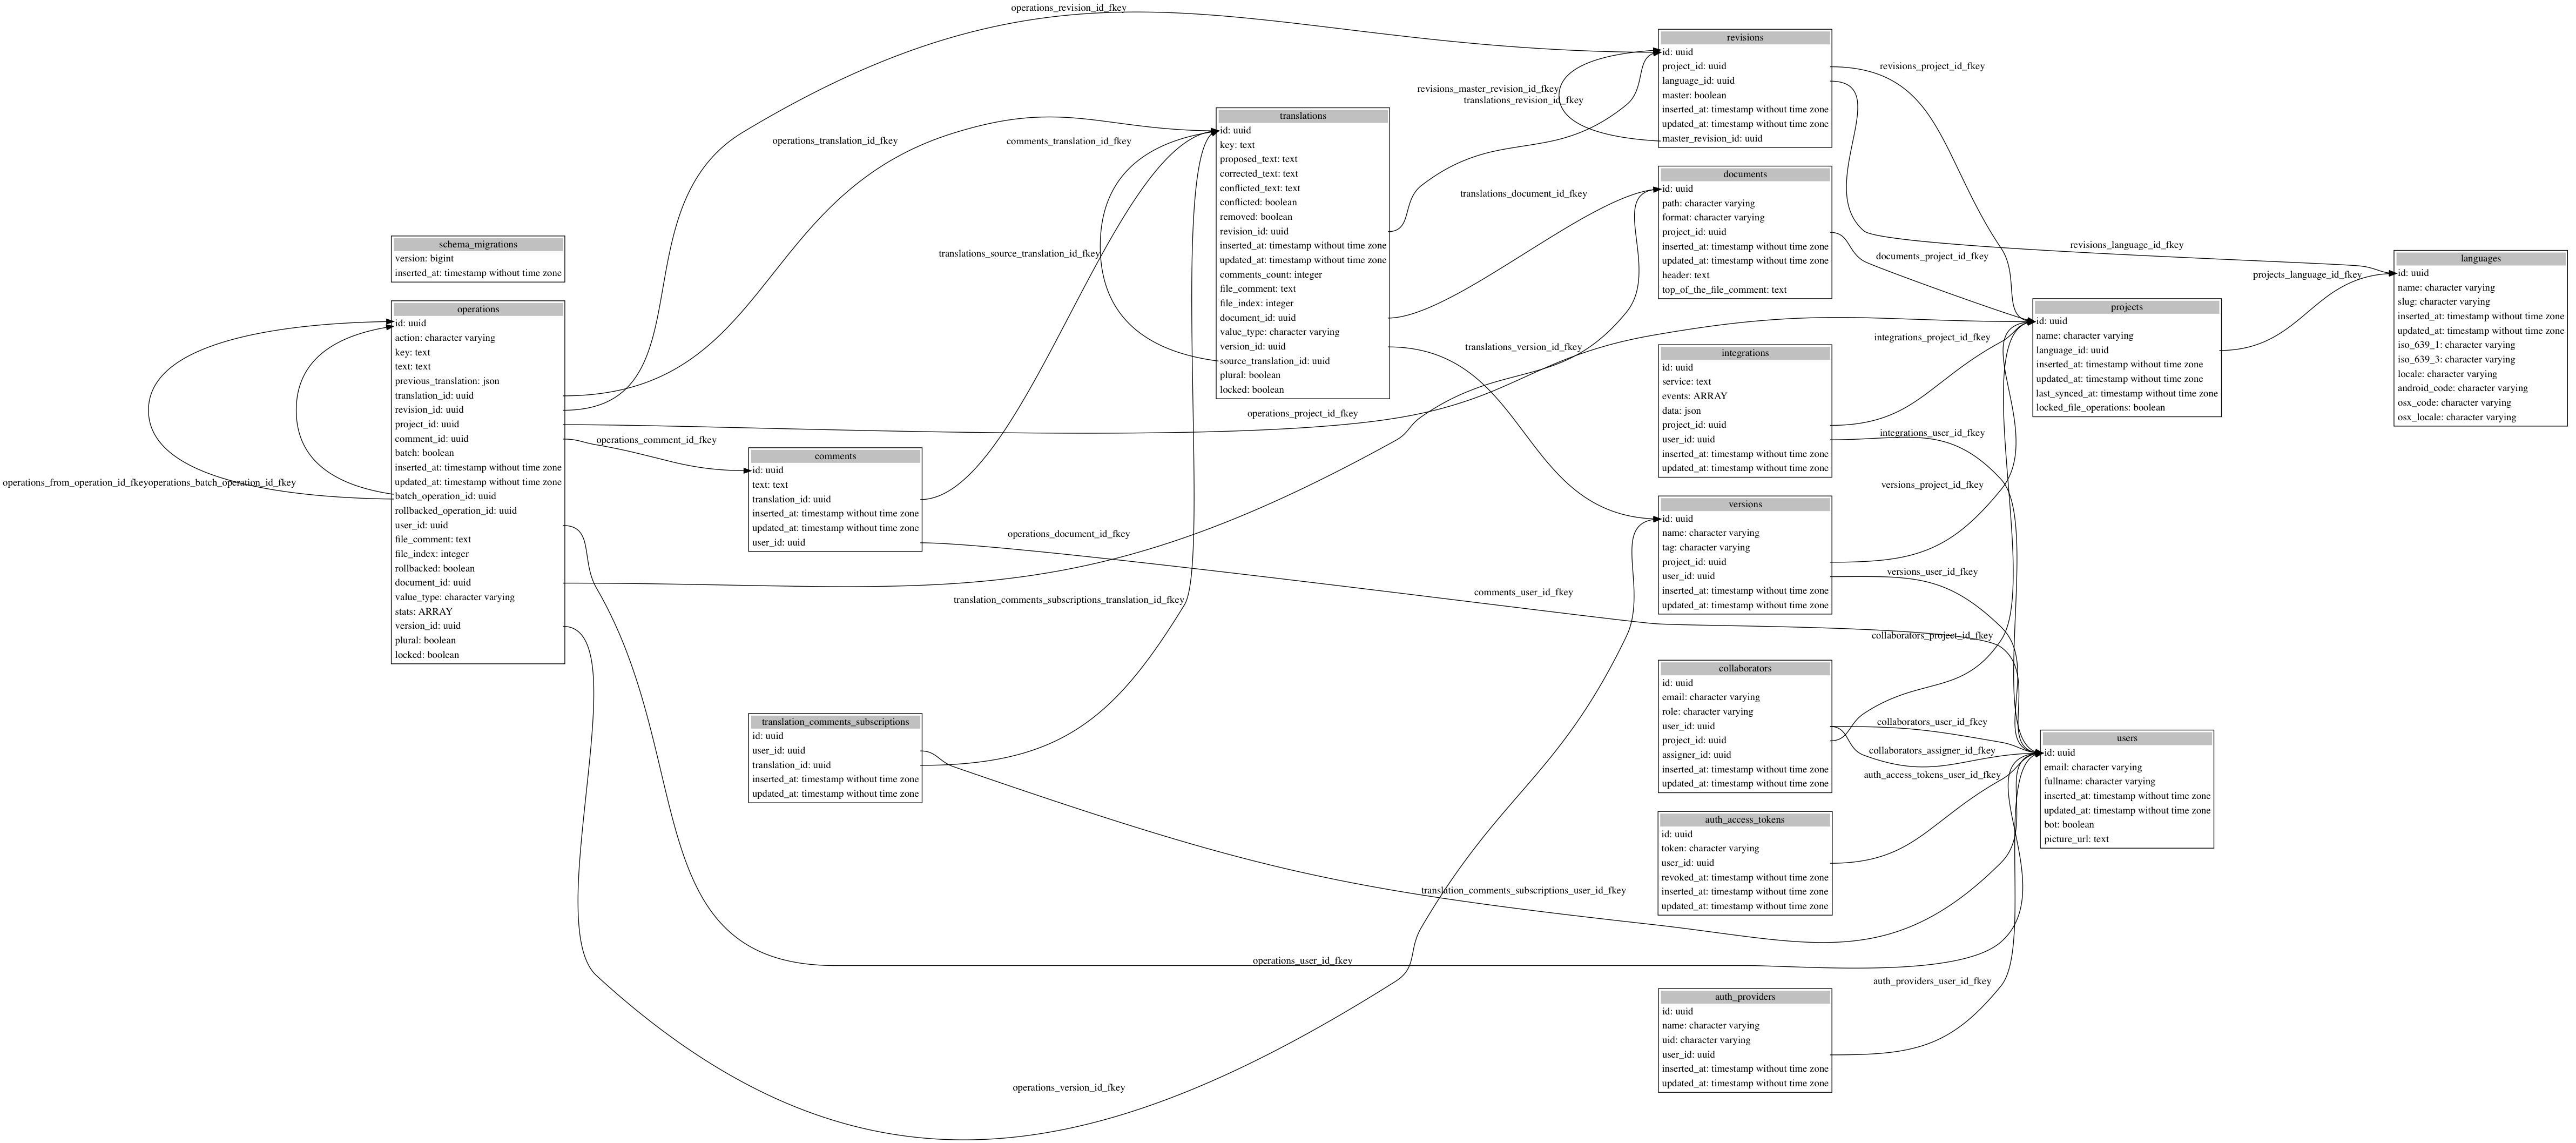 operations_revision_id_fkey
operations_translation_id_fkey
comments_translation_id_fkey
translations_source_translation_id_fkey
revisions_master_revision_id_fkey
translations_revision_id_fkey
translations_document_id_fkey
revisions_project_id_fkey
revisions_language_id_fkey
documents_project_id_fkey
projects_language_id_fkey
integrations_project_id_fkey
translations_version_id_fkey
operations_project_id_fkey
operations_comment_id_fkey
integrations_user_id_fkey
operations_from_operation_id_fkey
operations_batch_operation_id_fkey
versions_project_id_fkey
operations_document_id_fkey
versions_user_id_fkey
comments_user_id_fkey
translation_comments_subscriptions_translation_id_fkey
collaborators_project_id_fkey
collaborators_user_id_fkey
collaborators_assigner_id_fkey
auth_access_tokens_user_id_fkey
translation_comments_subscriptions_user_id_fkey
operations_user_id_fkey
auth_providers_user_id_fkey
operations_version_id_fkey
schema_migrations
version: bigint
inserted_at: timestamp without time zone
operations
id: uuid
action: character varying
key: text
text: text
previous_translation: json
translation_id: uuid
revision_id: uuid
project_id: uuid
comment_id: uuid
batch: boolean
inserted_at: timestamp without time zone
updated_at: timestamp without time zone
batch_operation_id: uuid
rollbacked_operation_id: uuid
user_id: uuid
file_comment: text
file_index: integer
rollbacked: boolean
document_id: uuid
value_type: character varying
stats: ARRAY
version_id: uuid
plural: boolean
locked: boolean
comments
id: uuid
text: text
translation_id: uuid
inserted_at: timestamp without time zone
updated_at: timestamp without time zone
user_id: uuid
translation_comments_subscriptions
id: uuid
user_id: uuid
translation_id: uuid
inserted_at: timestamp without time zone
updated_at: timestamp without time zone
translations
id: uuid
key: text
proposed_text: text
corrected_text: text
conflicted_text: text
conflicted: boolean
removed: boolean
revision_id: uuid
inserted_at: timestamp without time zone
updated_at: timestamp without time zone
comments_count: integer
file_comment: text
file_index: integer
document_id: uuid
value_type: character varying
version_id: uuid
source_translation_id: uuid
plural: boolean
locked: boolean
revisions
id: uuid
project_id: uuid
language_id: uuid
master: boolean
inserted_at: timestamp without time zone
updated_at: timestamp without time zone
master_revision_id: uuid
documents
id: uuid
path: character varying
format: character varying
project_id: uuid
inserted_at: timestamp without time zone
updated_at: timestamp without time zone
header: text
top_of_the_file_comment: text
integrations
id: uuid
service: text
events: ARRAY
data: json
project_id: uuid
user_id: uuid
inserted_at: timestamp without time zone
updated_at: timestamp without time zone
versions
id: uuid
name: character varying
tag: character varying
project_id: uuid
user_id: uuid
inserted_at: timestamp without time zone
updated_at: timestamp without time zone
collaborators
id: uuid
email: character varying
role: character varying
user_id: uuid
project_id: uuid
assigner_id: uuid
inserted_at: timestamp without time zone
updated_at: timestamp without time zone
auth_access_tokens
id: uuid
token: character varying
user_id: uuid
revoked_at: timestamp without time zone
inserted_at: timestamp without time zone
updated_at: timestamp without time zone
auth_providers
id: uuid
name: character varying
uid: character varying
user_id: uuid
inserted_at: timestamp without time zone
updated_at: timestamp without time zone
projects
id: uuid
name: character varying
language_id: uuid
inserted_at: timestamp without time zone
updated_at: timestamp without time zone
last_synced_at: timestamp without time zone
locked_file_operations: boolean
users
id: uuid
email: character varying
fullname: character varying
inserted_at: timestamp without time zone
updated_at: timestamp without time zone
bot: boolean
picture_url: text
languages
id: uuid
name: character varying
slug: character varying
inserted_at: timestamp without time zone
updated_at: timestamp without time zone
iso_639_1: character varying
iso_639_3: character varying
locale: character varying
android_code: character varying
osx_code: character varying
osx_locale: character varying